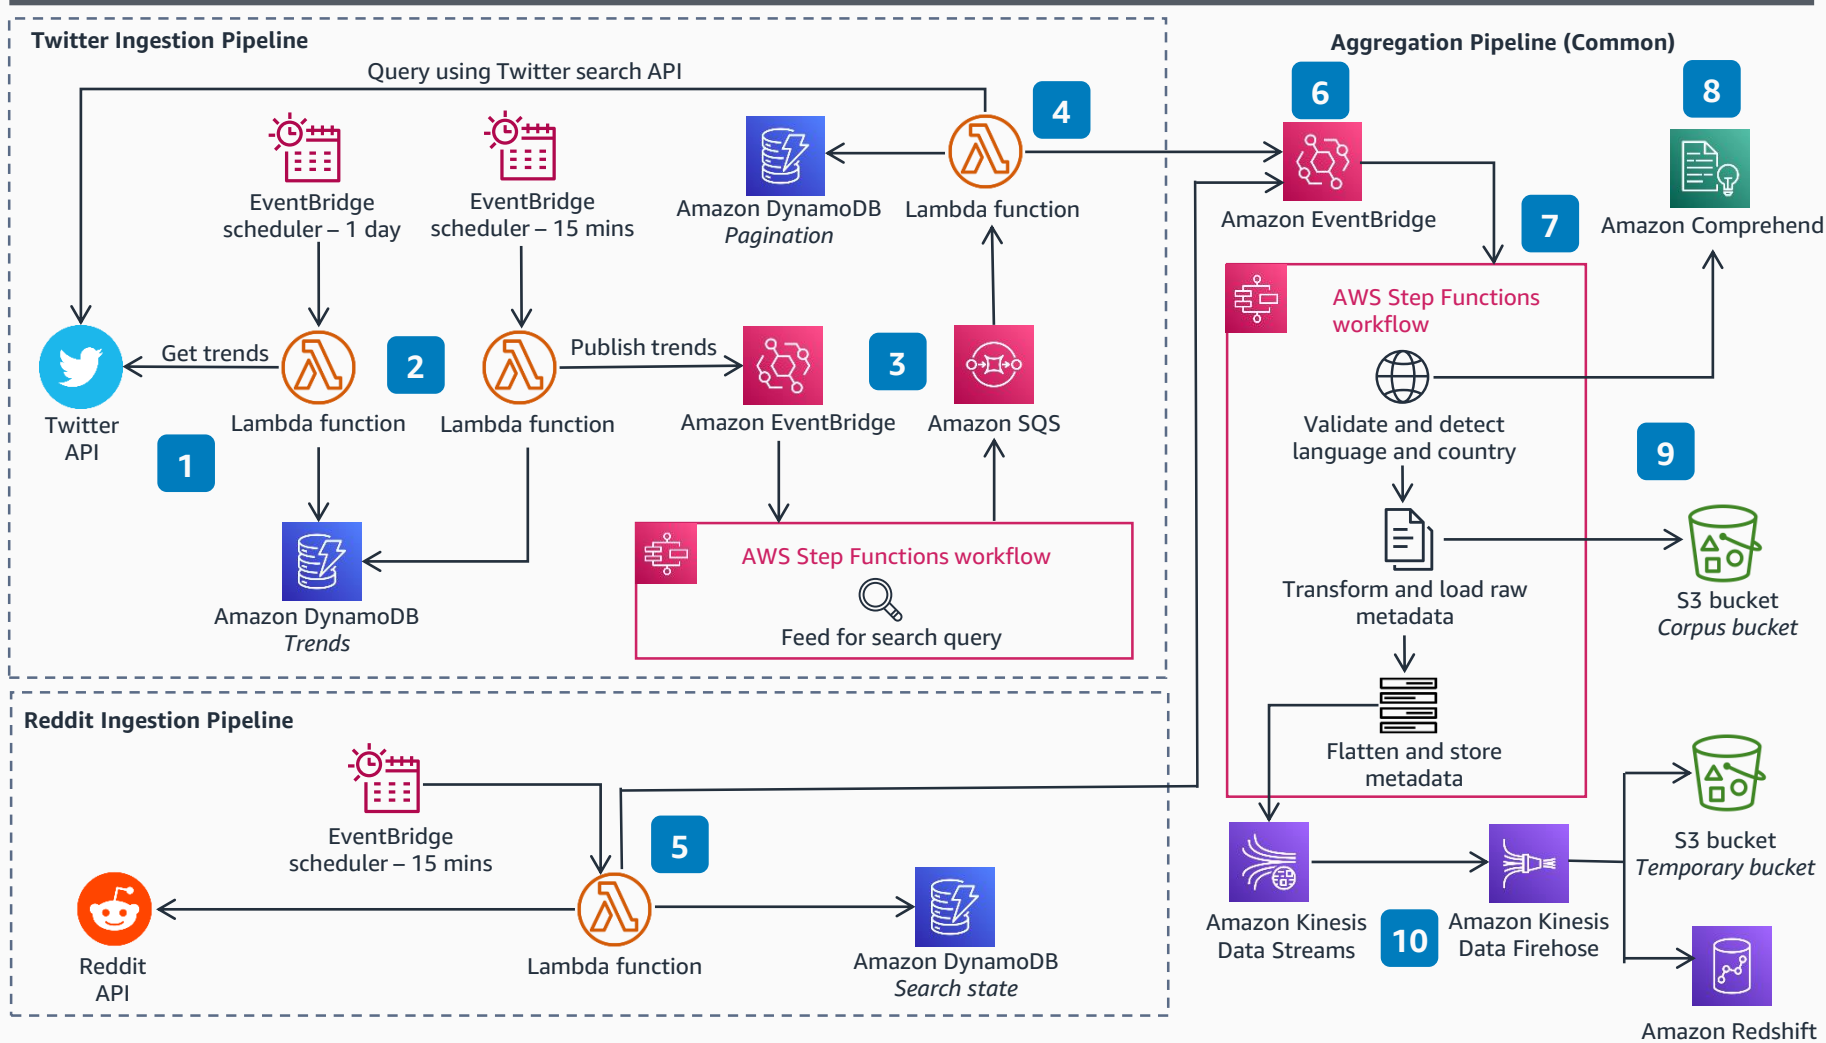 Twitter Ingestion Pipeline
Query using Twitter search API
EventBridge
scheduler – 1 day
EventBridge
scheduler – 15 mins
Amazon DynamoDB
Pagination
Lambda function
4
Twitter
API
Get trends
Lambda function
1
2
Lambda function
Publish trends
Amazon EventBridge
3
Amazon SQS
Amazon DynamoDB
Trends
AWS Step Functions workflow
Feed for search query
Reddit Ingestion Pipeline
EventBridge
scheduler – 15 mins
5
Reddit
API
Lambda function
Amazon DynamoDB
Search state
Aggregation Pipeline (Common)
6
Amazon EventBridge
7
8
Amazon Comprehend
AWS Step Functions
workflow
Validate and detect
language and country
9
Transform and load raw
metadata
S3 bucket
Corpus bucket
Flatten and store
metadata
Amazon Kinesis
Data Streams
10
Amazon Kinesis
Data Firehose
S3 bucket
Temporary bucket
Amazon Redshift